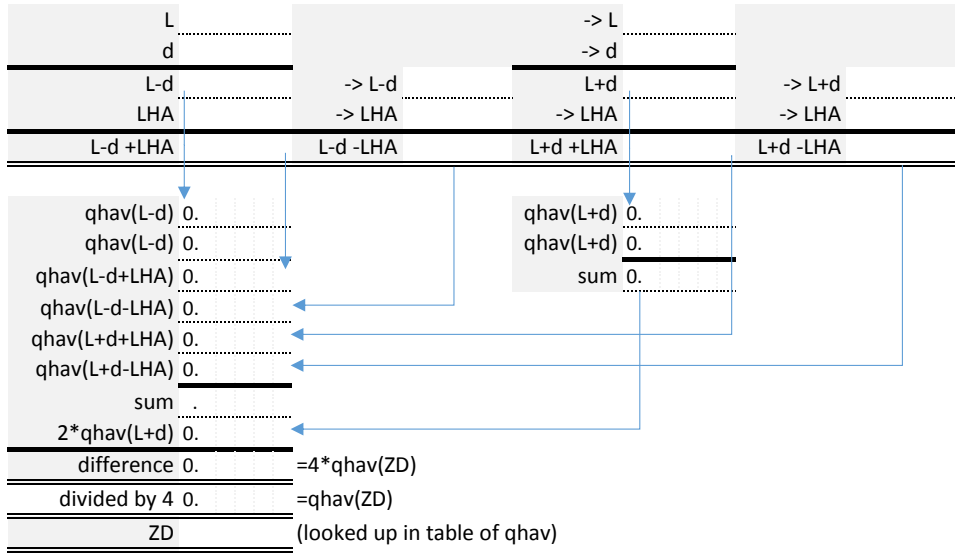 L -> L
d -> d
L-d -> L-d L+d -> L+d
LHA -> LHA -> LHA -> LHA
L-d +LHA L-d -LHA L+d +LHA L+d -LHA
qhav(L-d) 0. qhav(L+d) 0.
qhav(L-d) 0. qhav(L+d) 0.
qhav(L-d+LHA) 0. sum 0.
qhav(L-d-LHA) 0.
qhav(L+d+LHA) 0.
qhav(L+d-LHA) 0.
sum .
2*qhav(L+d) 0.
difference 0. =4*qhav(ZD)
divided by 4 0. =qhav(ZD)
ZD (looked up in table of qhav)